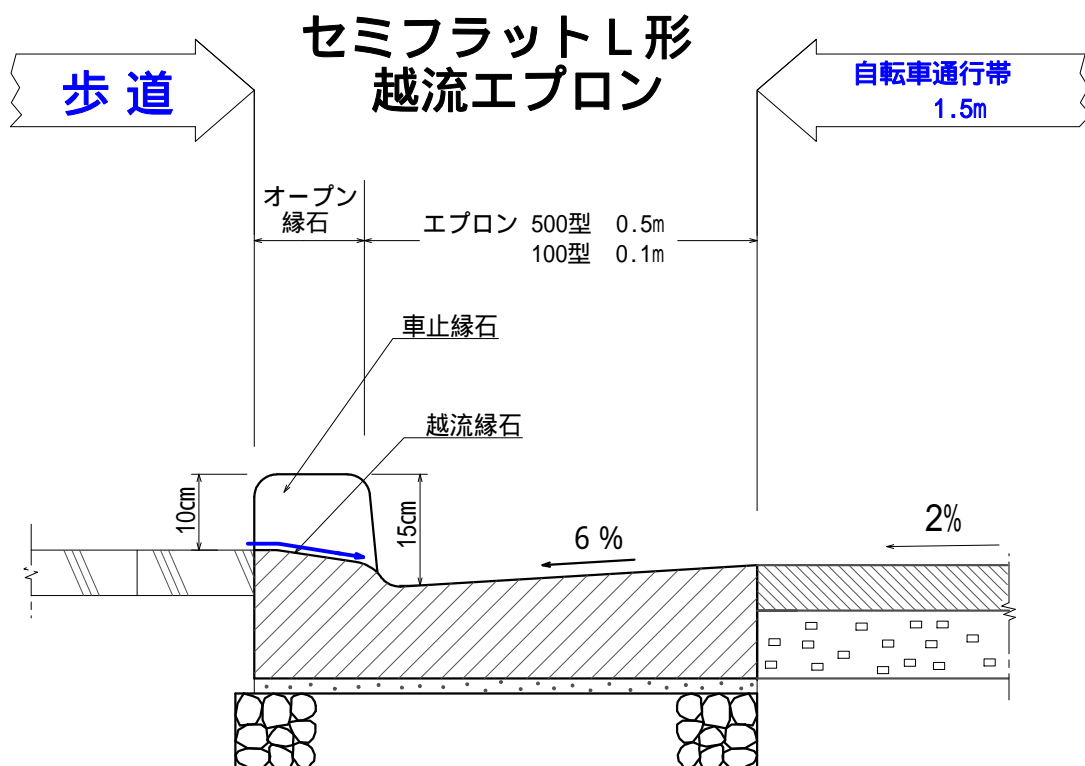 セミフラットL形
越流エプロン
歩 道
自転車通行帯
1.5m
オープン
縁石
エプロン 500型 0.5m
100型 0.1m
車止縁石
越流縁石
10cm
15cm
6 %
2%